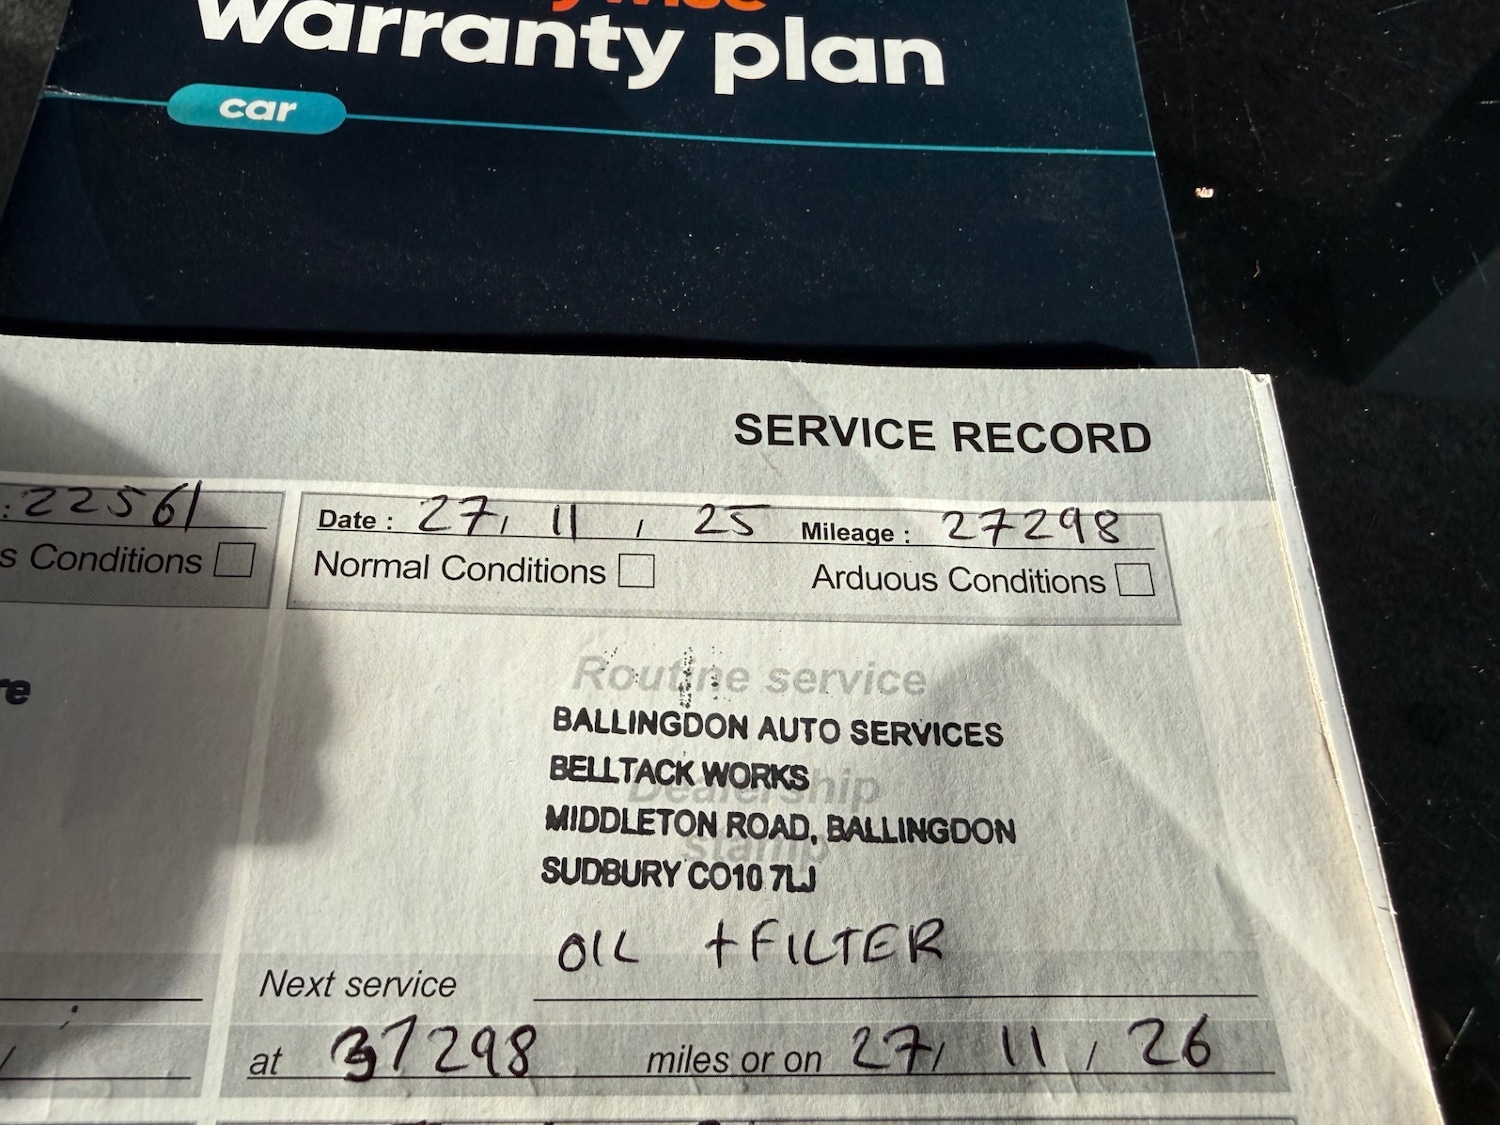 warranty plan
car
SERVICE RECORD
: 22561
s Conditions
Date : 27, 11, 25 Mileage : 27298
Normal Conditions Arduous Conditions
re
Routine service
BALLINGDON AUTO SERVICES
BELLTACK WORKS
Dealership
MIDDLETON ROAD, BALLINGDON
stamp
SUDBURY CO10 7LJ
OIL + FILTER
Next service
at 37298 miles or on 27, 11, 26